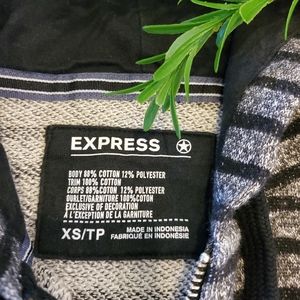 EXPRESS
BODY 88% COTTON 12% POLYESTER
TRIM 100% COTTON
CORPS 88%COTON 12% POLYESTER
OURLET/GARNITURE 100%COTON
EXCLUSIVE OF DECORATION
À L'EXCEPTION DE LA GARNITURE
XS/TP
MADE IN INDONESIA
FABRIQUÉ EN INDONÉSIE